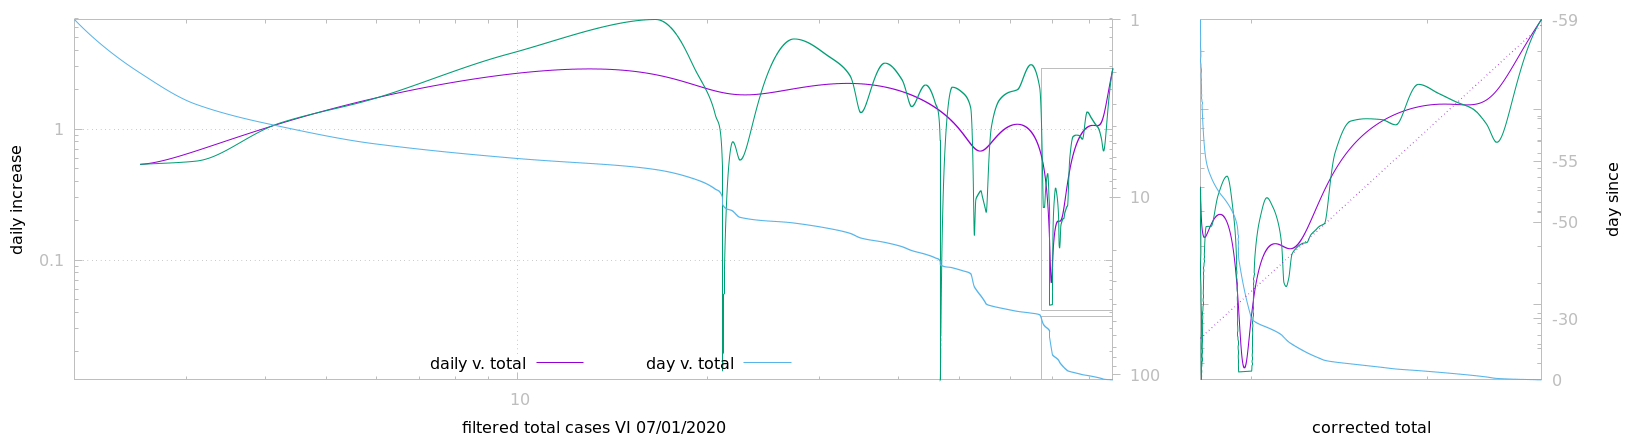 1
10
100
1
0.1
10
daily increase
daily v. total
day v. total
filtered total cases VI 07/01/2020
-59
-55
-50
-30
0
day since
corrected total